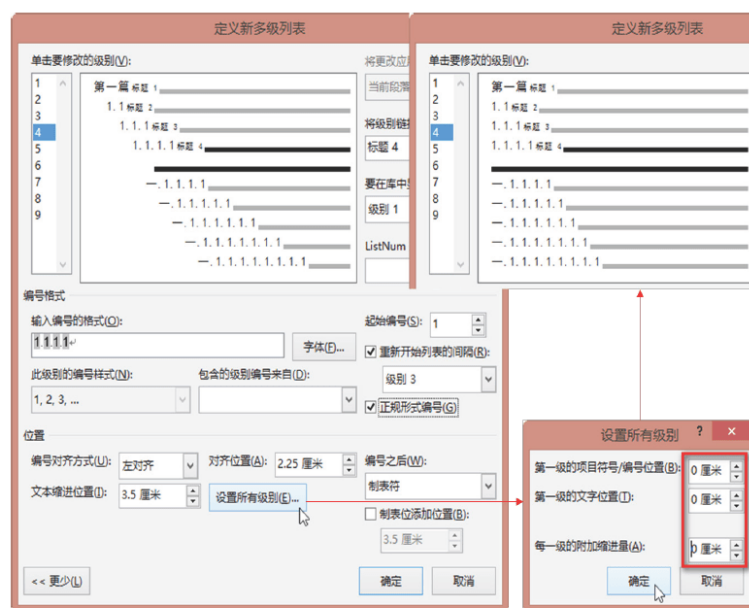 定义新多级列表
单击要修改的级别(V):
将更改应
1
2
3
4
5
6
7
8
9
第一篇 标题 1
1.1 标题 2
1.1.1 标题 3
1.1.1.1 标题 4
一.1.1.1.1
一.1.1.1.1.1
一.1.1.1.1.1.1
一.1.1.1.1.1.1.1
一.1.1.1.1.1.1.1.1
当前段落
将级别链接
标题 4
要在库中
级别 1
ListNum
定义新多级列表
单击要修改的级别(V):
1
2
3
4
5
6
7
8
9
第一篇 标题 1
1.1 标题 2
1.1.1 标题 3
1.1.1.1 标题 4
一.1.1.1.1
一.1.1.1.1.1
一.1.1.1.1.1.1
一.1.1.1.1.1.1.1
一.1.1.1.1.1.1.1.1
编号格式
输入编号的格式(O):
1.1.1.1
字体(F)...
起始编号(S): 1
重新开始列表的间隔(R):
级别 3
此级别的编号样式(N):
包含的级别编号来自(D):
1, 2, 3, ...
正规形式编号(G)
位置
编号对齐方式(U): 左对齐
对齐位置(A): 2.25 厘米
编号之后(W):
制表符
文本缩进位置(I): 3.5 厘米
设置所有级别(E)...
制表位添加位置(B):
3.5 厘米
<< 更少(L)
确定
取消
设置所有级别 ? ×
第一级的项目符号/编号位置(B): 0 厘米
第一级的文字位置(T): 0 厘米
每一级的附加缩进量(A): 0 厘米
确定
取消